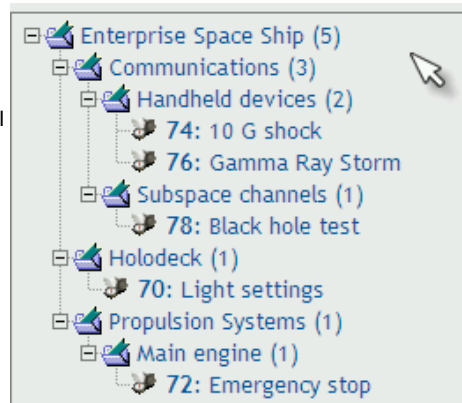 Enterprise Space Ship (5)
Communications (3)
Handheld devices (2)
74: 10 G shock
76: Gamma Ray Storm
Subspace channels (1)
78: Black hole test
Holodeck (1)
70: Light settings
Propulsion Systems (1)
Main engine (1)
72: Emergency stop